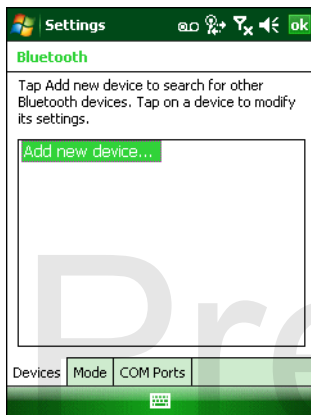 Settings
ok
Bluetooth
Tap Add new device to search for other
Bluetooth devices. Tap on a device to modify
its settings.
Add new device...
Pre
Devices Mode COM Ports